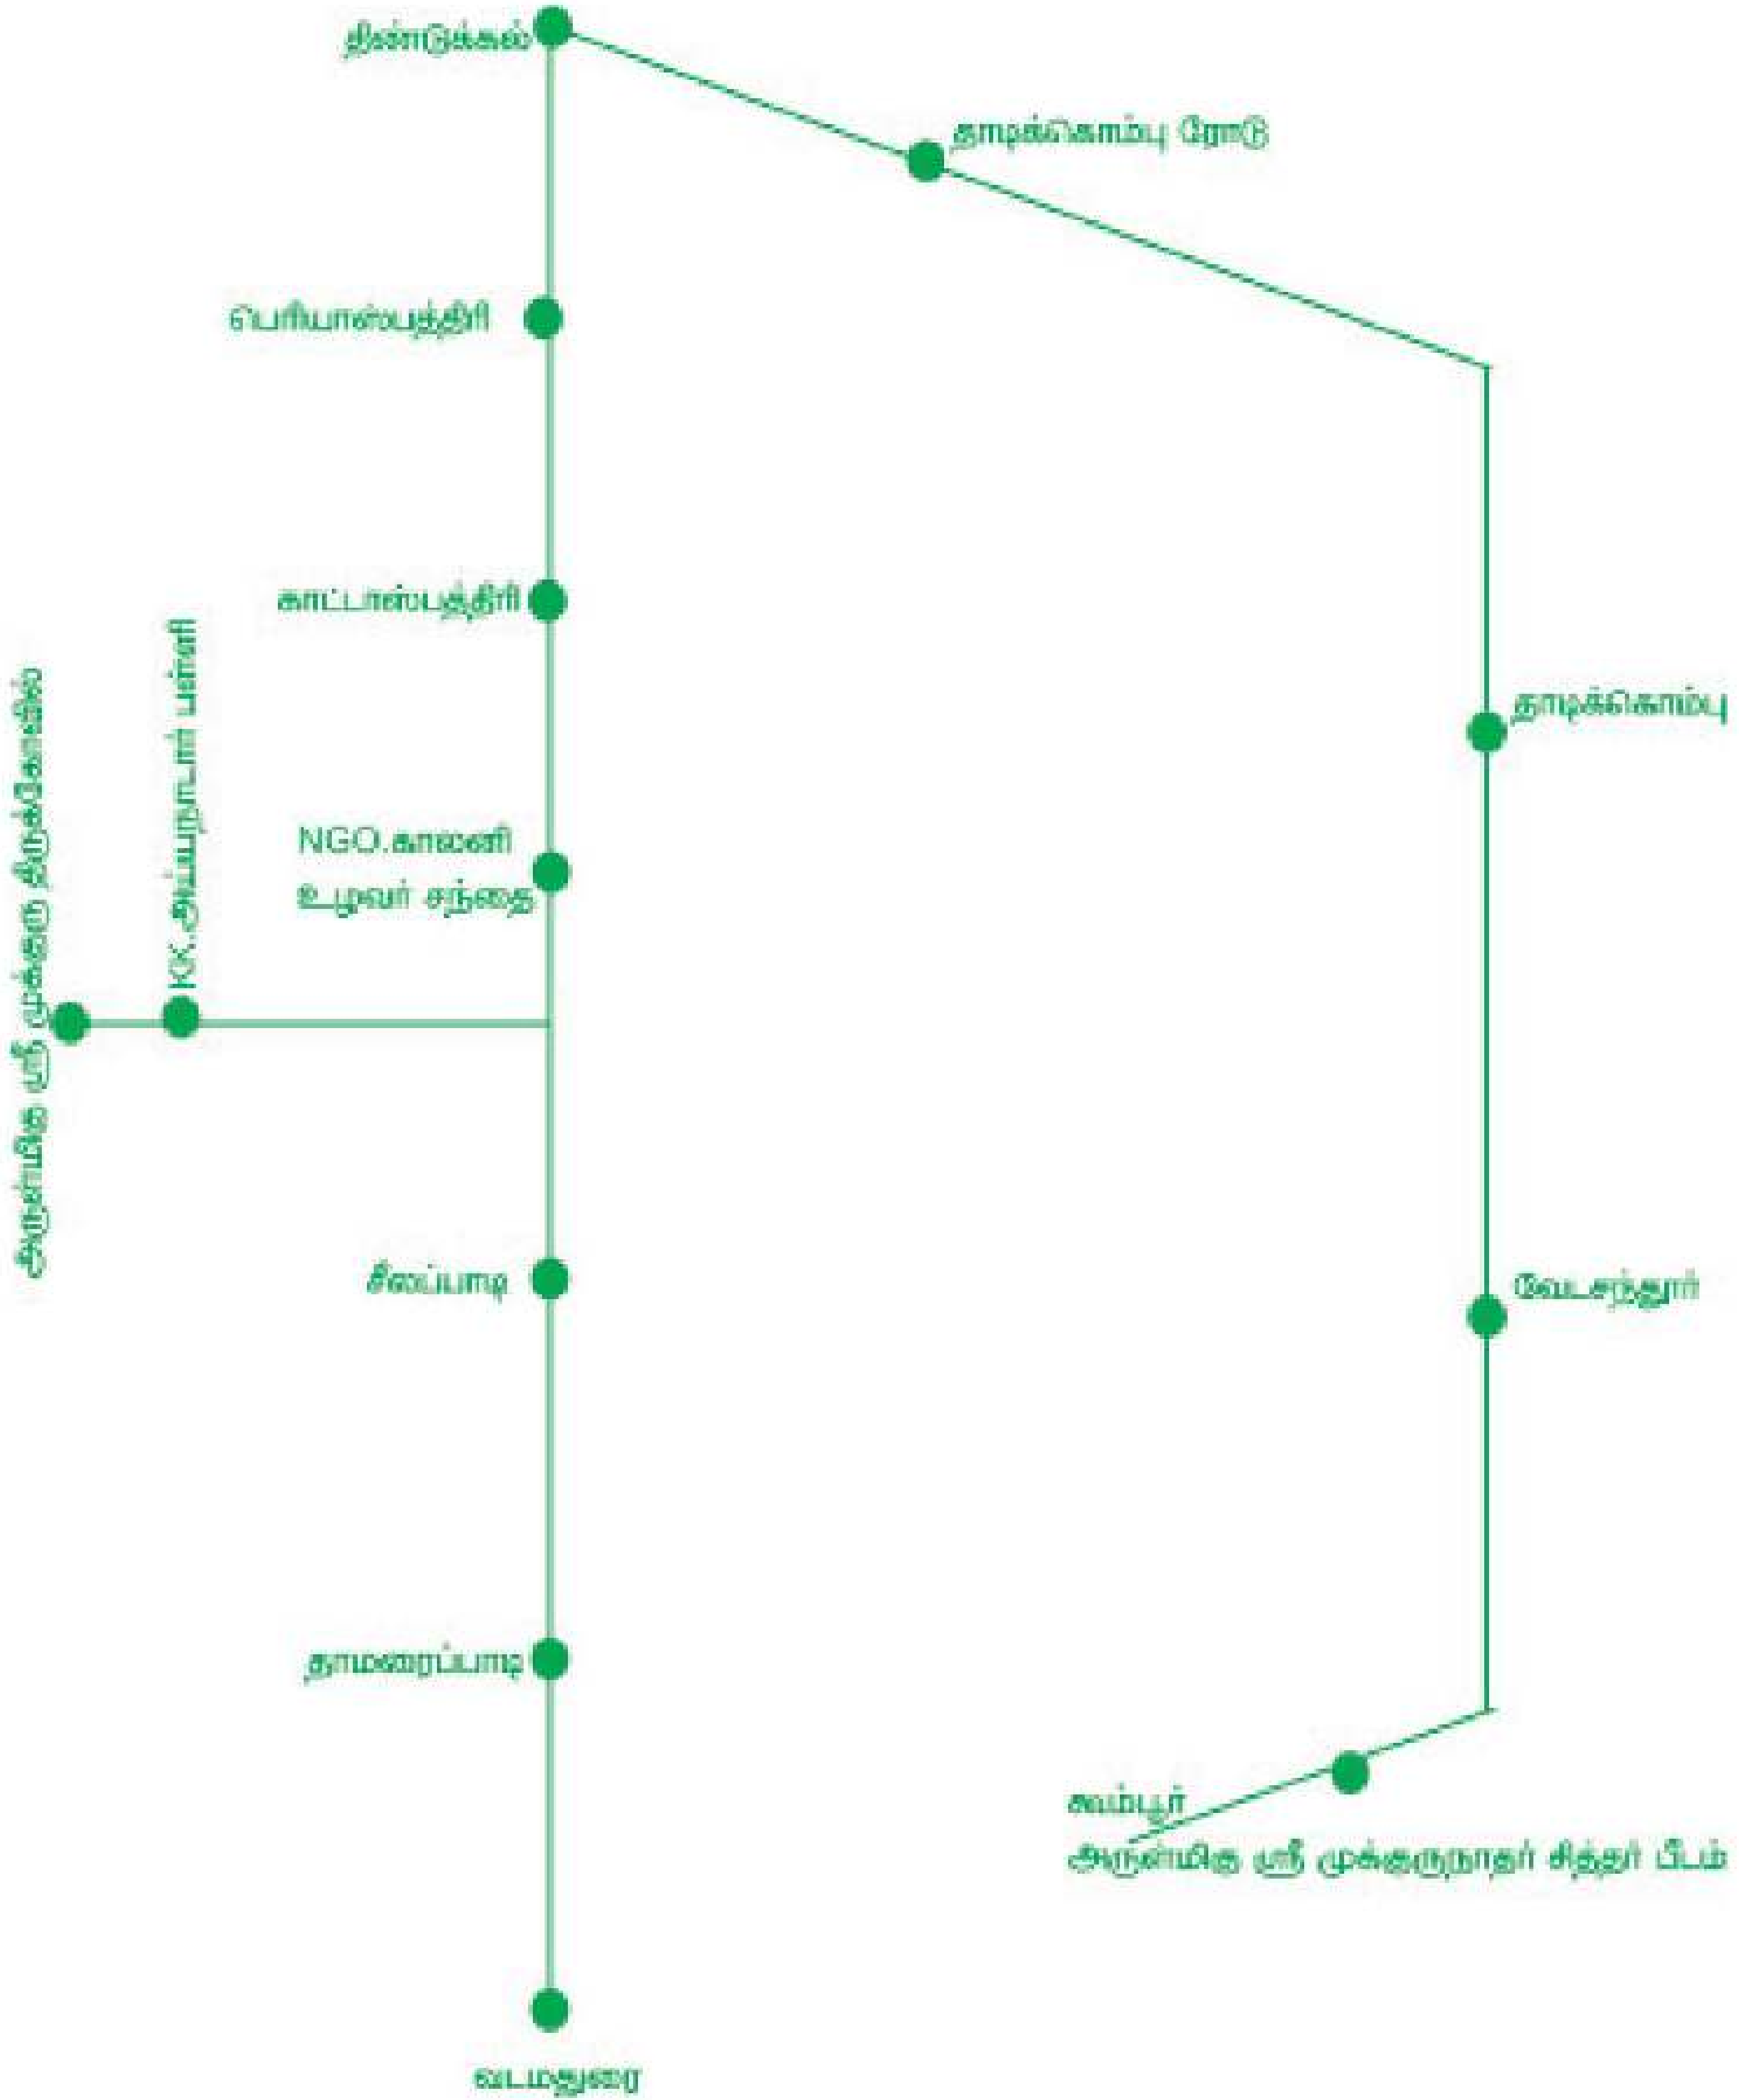 திண்டுக்கல்
தாடிக்கொம்பு ரோடு
பெரியாஸ்பத்திரி
காட்டாஸ்பத்திரி
அருள்மிகு ஸ்ரீ முக்குரு திருக்கோவில்
KK.அய்யநாடார் பள்ளி
தாடிக்கொம்பு
NGO.காலனி
உழவர் சந்தை
சீலப்பாடி
வேடசந்தூர்
தாமரைப்பாடி
கூம்பூர்
அருள்மிகு ஸ்ரீ முக்குருநாதர் சித்தர் பீடம்
வடமதுரை